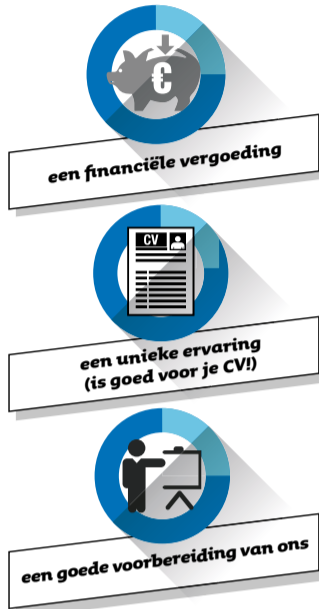 €
een financiële vergoeding
CV
een unieke ervaring
(is goed voor je CV!)
een goede voorbereiding van ons